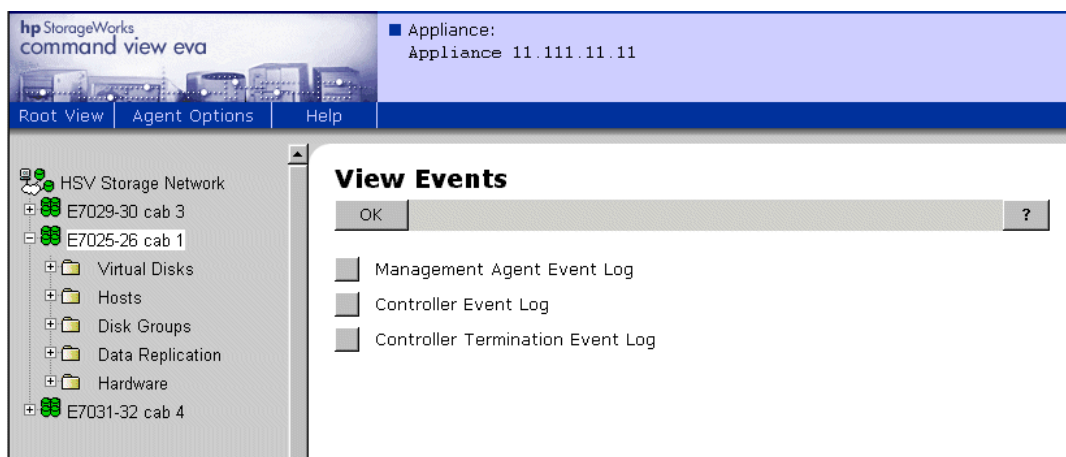 hp StorageWorks
command view eva
Appliance:
Appliance 11.111.11.11
Root View Agent Options Help
HSV Storage Network
E7029-30 cab 3
E7025-26 cab 1
Virtual Disks
Hosts
Disk Groups
Data Replication
Hardware
E7031-32 cab 4
View Events
OK ?
Management Agent Event Log
Controller Event Log
Controller Termination Event Log